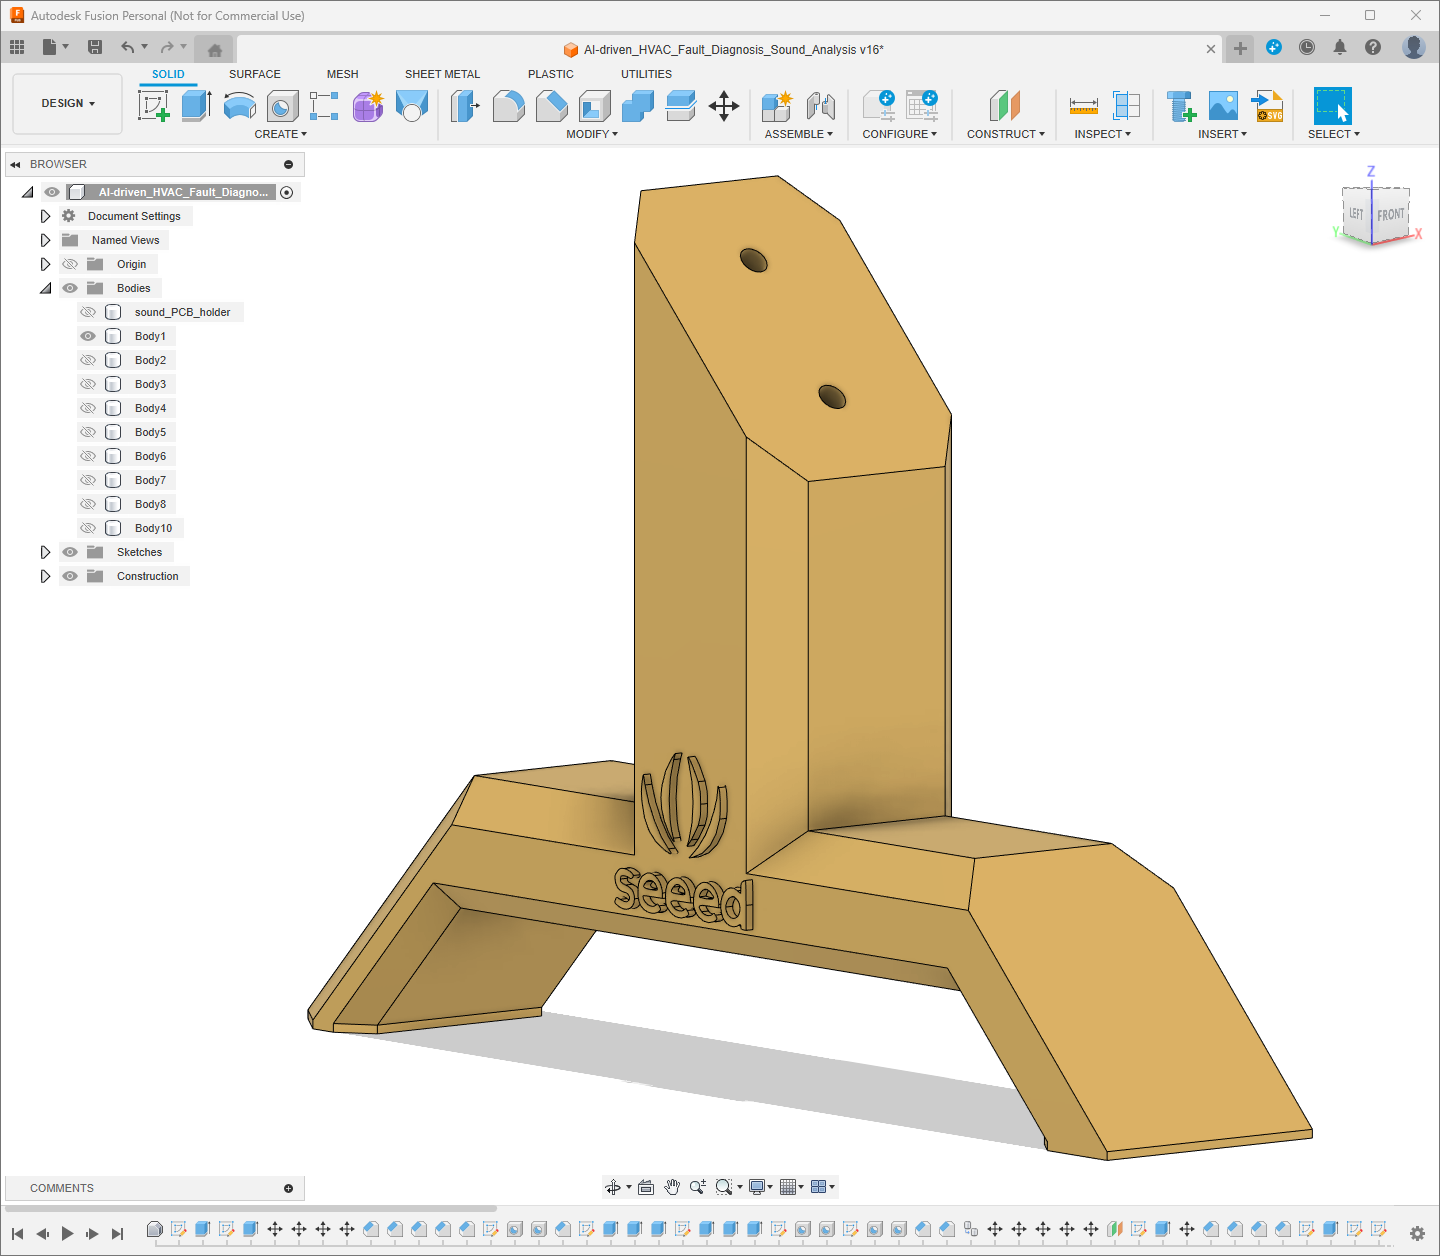 Autodesk Fusion Personal (Not for Commercial Use)
AI-driven_HVAC_Fault_Diagnosis_Sound_Analysis v16*
SOLID SURFACE MESH SHEET METAL PLASTIC UTILITIES
DESIGN
CREATE MODIFY ASSEMBLE CONFIGURE CONSTRUCT INSPECT INSERT SELECT
SVG
BROWSER
AI-driven_HVAC_Fault_Diagno...
Document Settings
Named Views
Origin
Bodies
sound_PCB_holder
Body1
Body2
Body3
Body4
Body5
Body6
Body7
Body8
Body10
Sketches
Construction
Z
LEFT FRONT
Y X
seeed
COMMENTS